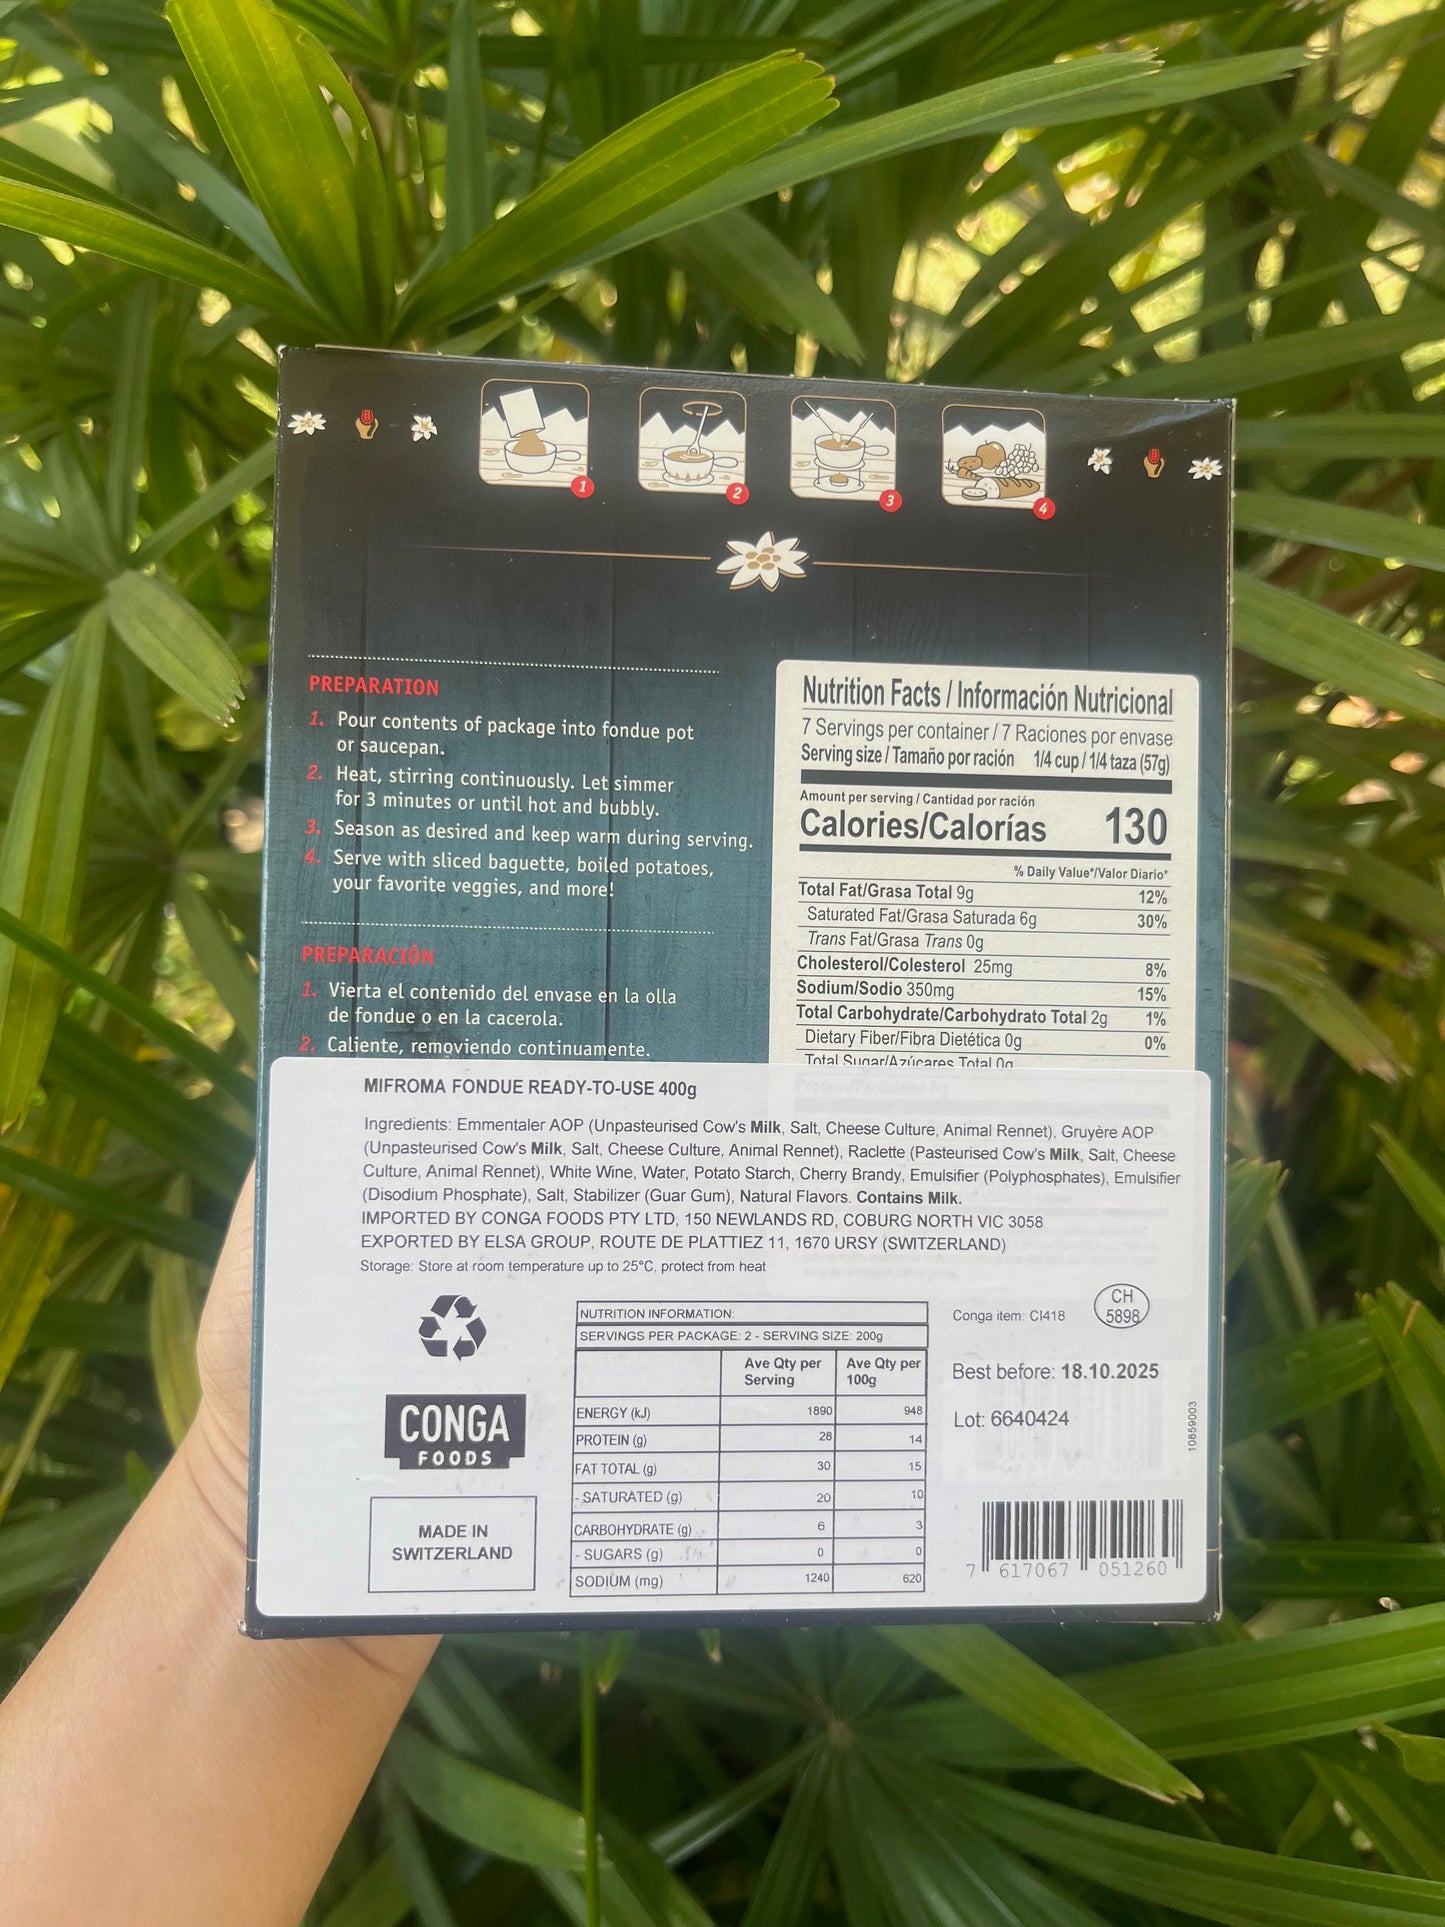 1
2
3
4
PREPARATION
1. Pour contents of package into fondue pot
or saucepan.
2. Heat, stirring continuously. Let simmer
for 3 minutes or until hot and bubbly.
3. Season as desired and keep warm during serving.
4. Serve with sliced baguette, boiled potatoes,
your favorite veggies, and more!
PREPARACIÓN
1. Vierta el contenido del envase en la olla
de fondue o en la cacerola.
2. Caliente, removiendo continuamente.
Nutrition Facts / Información Nutricional
7 Servings per container / 7 Raciones por envase
Serving size / Tamaño por ración 1/4 cup / 1/4 taza (57g)
Amount per serving / Cantidad por ración
Calories/Calorías 130
% Daily Value*/Valor Diario*
Total Fat/Grasa Total 9g 12%
Saturated Fat/Grasa Saturada 6g 30%
Trans Fat/Grasa Trans 0g
Cholesterol/Colesterol 25mg 8%
Sodium/Sodio 350mg 15%
Total Carbohydrate/Carbohydrato Total 2g 1%
Dietary Fiber/Fibra Dietética 0g 0%
Total Sugar/Azúcares Total 0g
Protein/Proteínas 8g
MIFROMA FONDUE READY-TO-USE 400g
Ingredients: Emmentaler AOP (Unpasteurised Cow's Milk, Salt, Cheese Culture, Animal Rennet), Gruyère AOP
(Unpasteurised Cow's Milk, Salt, Cheese Culture, Animal Rennet), Raclette (Pasteurised Cow's Milk, Salt, Cheese
Culture, Animal Rennet), White Wine, Water, Potato Starch, Cherry Brandy, Emulsifier (Polyphosphates), Emulsifier
(Disodium Phosphate), Salt, Stabilizer (Guar Gum), Natural Flavors. Contains Milk.
IMPORTED BY CONGA FOODS PTY LTD, 150 NEWLANDS RD, COBURG NORTH VIC 3058
EXPORTED BY ELSA GROUP, ROUTE DE PLATTIEZ 11, 1670 URSY (SWITZERLAND)
Storage: Store at room temperature up to 25°C, protect from heat
CONGA
FOODS
MADE IN
SWITZERLAND
NUTRITION INFORMATION:
SERVINGS PER PACKAGE: 2 - SERVING SIZE: 200g
Ave Qty per Serving Ave Qty per 100g
ENERGY (kJ) 1890 948
PROTEIN (g) 28 14
FAT TOTAL (g) 30 15
- SATURATED (g) 20 10
CARBOHYDRATE (g) 6 3
- SUGARS (g) 0 0
SODIUM (mg) 1240 620
Conga item: CI418
CH
5898
Best before: 18.10.2025
Lot: 6640424
10859003
7 617067 051260